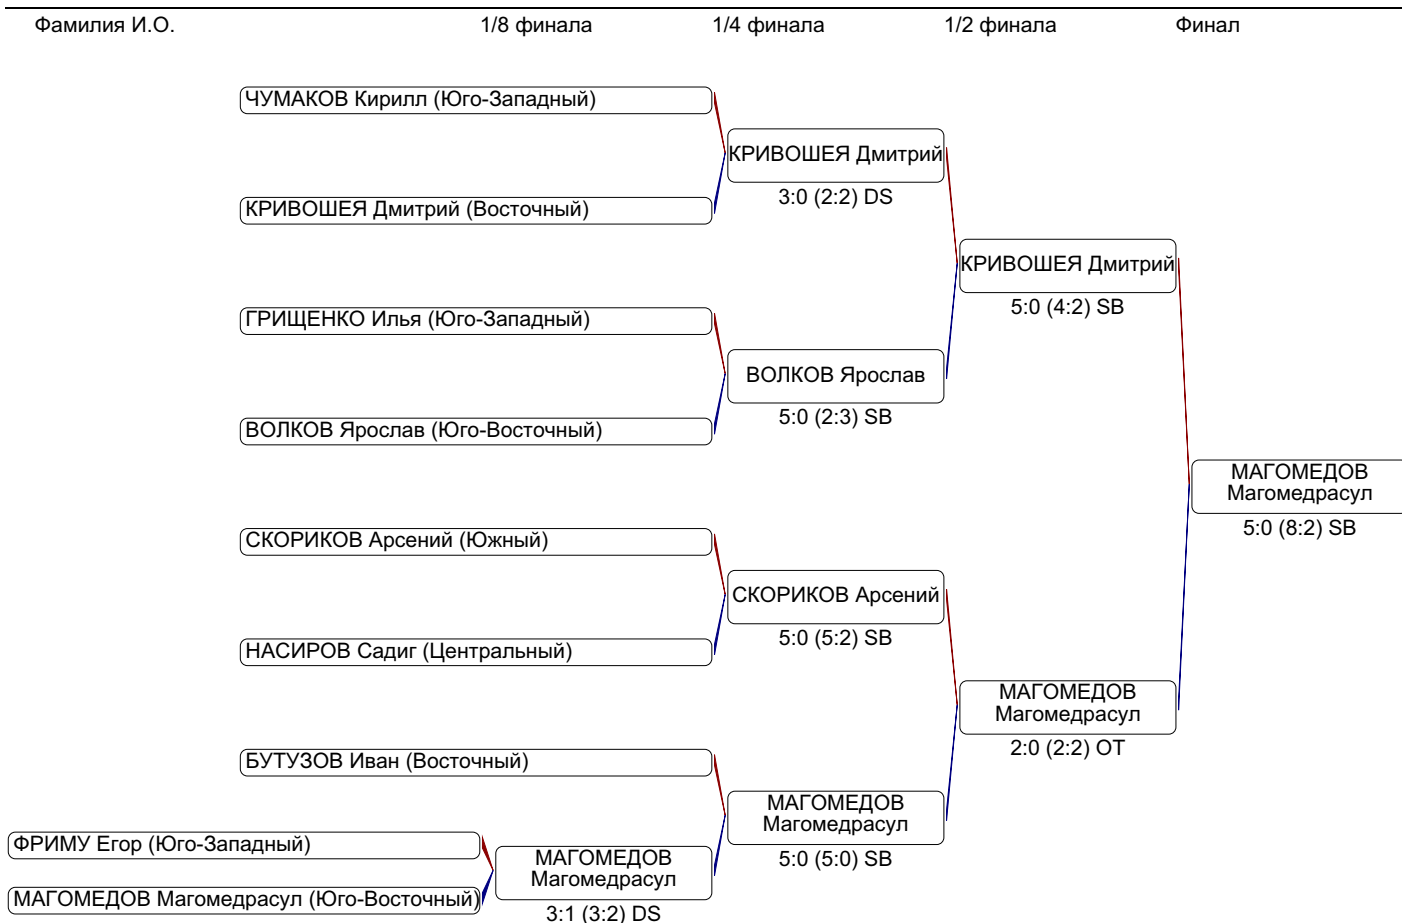 Фамилия И.О.
1/8 финала
1/4 финала
1/2 финала
Финал
ЧУМАКОВ Кирилл (Юго-Западный)
КРИВОШЕЯ Дмитрий
3:0 (2:2) DS
КРИВОШЕЯ Дмитрий (Восточный)
КРИВОШЕЯ Дмитрий
5:0 (4:2) SB
ГРИЩЕНКО Илья (Юго-Западный)
ВОЛКОВ Ярослав
5:0 (2:3) SB
ВОЛКОВ Ярослав (Юго-Восточный)
МАГОМЕДОВ
Магомедрасул
5:0 (8:2) SB
СКОРИКОВ Арсений (Южный)
СКОРИКОВ Арсений
5:0 (5:2) SB
НАСИРОВ Садиг (Центральный)
МАГОМЕДОВ
Магомедрасул
2:0 (2:2) OT
БУТУЗОВ Иван (Восточный)
МАГОМЕДОВ
Магомедрасул
5:0 (5:0) SB
ФРИМУ Егор (Юго-Западный)
МАГОМЕДОВ
Магомедрасул
3:1 (3:2) DS
МАГОМЕДОВ Магомедрасул (Юго-Восточный)